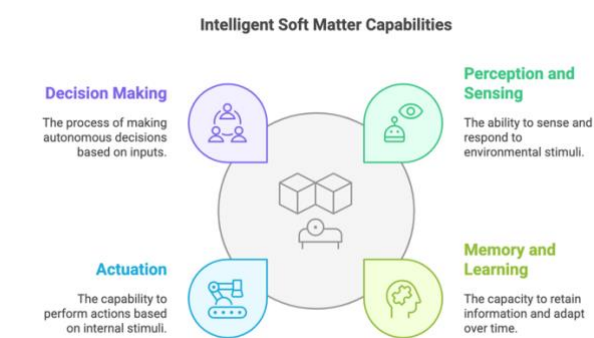 Intelligent Soft Matter Capabilities
Decision Making
The process of making
autonomous decisions
based on inputs.
Perception and
Sensing
The ability to sense and
respond to
environmental stimuli.
Actuation
The capability to
perform actions based
on internal stimuli.
Memory and
Learning
The capacity to retain
information and adapt
over time.